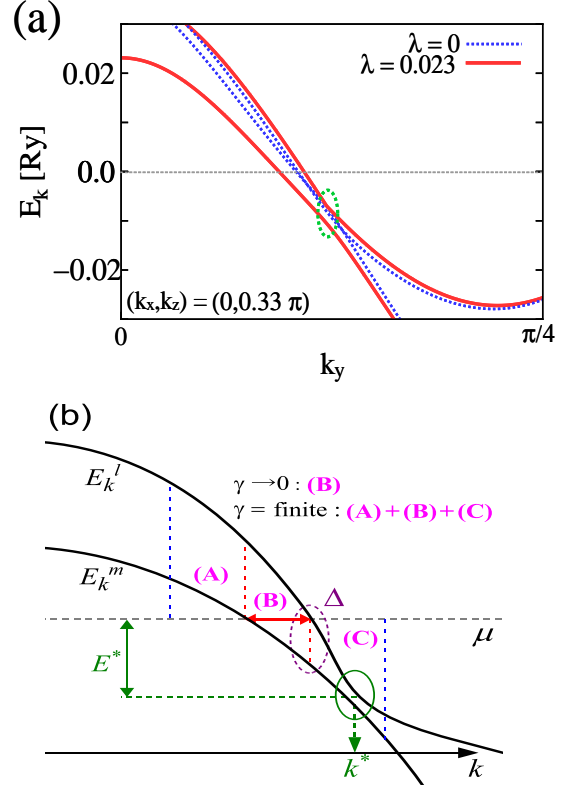 (a)
λ = 0
λ = 0.023
0.02
0.0
−0.02
E_k [Ry]
(k_x,k_z) = (0,0.33 π)
0
π/4
k_y
(b)
E_k^l
γ →0 : (B)
γ = finite : (A)+(B)+(C)
E_k^m
(A)
(B)
Δ
(C)
μ
E*
k*
k